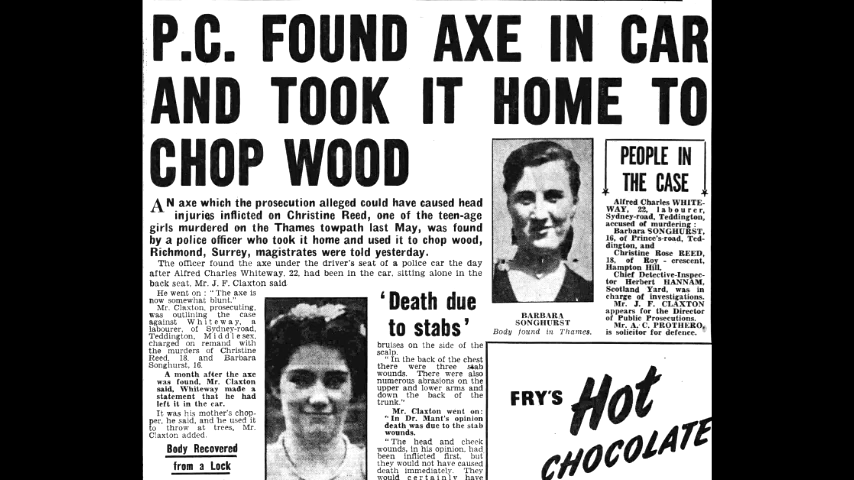 P.C. FOUND AXE IN CAR
AND TOOK IT HOME TO
CHOP WOOD
AN axe which the prosecution alleged could have caused head
injuries inflicted on Christine Reed, one of the teen-age
girls murdered on the Thames towpath last May, was found
by a police officer who took it home and used it to chop wood,
Richmond, Surrey, magistrates were told yesterday.
The officer found the axe under the driver's seat of a police car the day
after Alfred Charles Whiteway, 22, had been in the car, sitting alone in the
back seat, Mr. J. F. Claxton said
He went on: "The axe is
now somewhat blunt."
Mr. Claxton, prosecuting,
was outlining the case
against Whiteway, a
labourer, of Sydney-road,
Teddington, Middlesex,
charged on remand with
the murders of Christine
Reed, 18, and Barbara
Songhurst, 16.
A month after the axe
was found, Mr. Claxton
said, Whiteway made a
statement that he had
left it in the car.
It was his mother's chop-
per, he said, and he used it
to throw at trees, Mr.
Claxton added.
Body Recovered
from a Lock
'Death due
to stabs'
bruises on the side of the
scalp.
"In the back of the chest
there were three stab
wounds. There were also
numerous abrasions on the
upper and lower arms and
down the back of the
trunk."
Mr. Claxton went on:
"In Dr. Mant's opinion
death was due to the stab
wounds.
"The head and cheek
wounds, in his opinion, had
been inflicted first, but
they would not have caused
death immediately. They
would certainly have
BARBARA
SONGHURST
Body found in Thames.
PEOPLE IN
THE CASE
Alfred Charles WHITE-
WAY, 22, labourer,
Sydney-road, Teddington,
accused of murdering:
Barbara SONGHURST,
16, of Prince's-road, Ted-
dington, and
Christine Rose REED,
18, of Roy-crescent,
Hampton Hill.
Chief Detective-Inspec-
tor Herbert HANNAM,
Scotland Yard, was in
charge of investigations.
Mr. J. F. CLAXTON
appears for the Director
of Public Prosecutions.
Mr. A. C. PROTHERO,
is solicitor for defence.
FRY'S Hot
CHOCOLATE